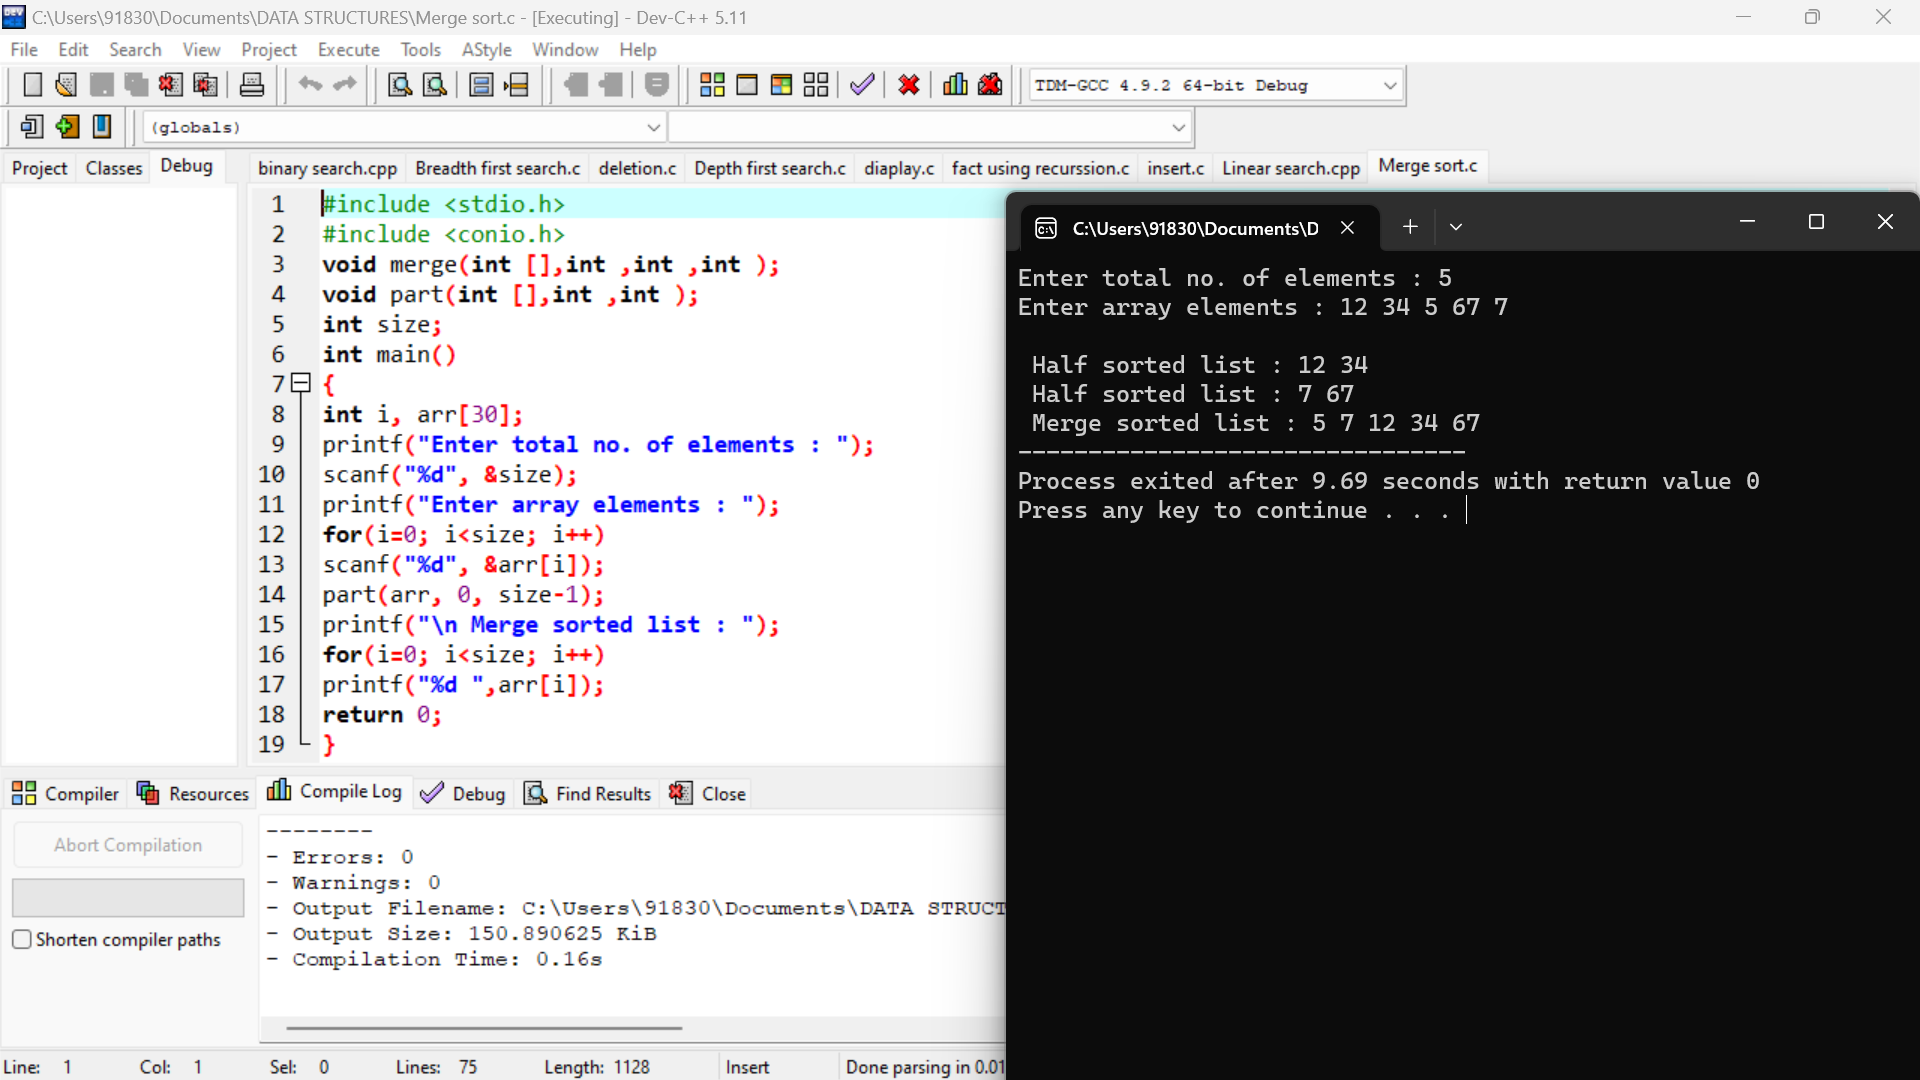 C:\Users\91830\Documents\DATA STRUCTURES\Merge sort.c - [Executing] - Dev-C++ 5.11
File Edit Search View Project Execute Tools AStyle Window Help
TDM-GCC 4.9.2 64-bit Debug
(globals)
Project Classes Debug
binary search.cpp Breadth first search.c deletion.c Depth first search.c diaplay.c fact using recurssion.c insert.c Linear search.cpp Merge sort.c
1 #include <stdio.h>
2 #include <conio.h>
3 void merge(int [],int ,int ,int );
4 void part(int [],int ,int );
5 int size;
6 int main()
7 {
8 int i, arr[30];
9 printf("Enter total no. of elements : ");
10 scanf("%d", &size);
11 printf("Enter array elements : ");
12 for(i=0; i<size; i++)
13 scanf("%d", &arr[i]);
14 part(arr, 0, size-1);
15 printf("\n Merge sorted list : ");
16 for(i=0; i<size; i++)
17 printf("%d ",arr[i]);
18 return 0;
19 }
C:\Users\91830\Documents\D
Enter total no. of elements : 5
Enter array elements : 12 34 5 67 7
Half sorted list : 12 34
Half sorted list : 7 67
Merge sorted list : 5 7 12 34 67
--------------------------------
Process exited after 9.69 seconds with return value 0
Press any key to continue . . .
Compiler Resources Compile Log Debug Find Results Close
Abort Compilation
Shorten compiler paths
--------
- Errors: 0
- Warnings: 0
- Output Filename: C:\Users\91830\Documents\DATA STRUCT
- Output Size: 150.890625 KiB
- Compilation Time: 0.16s
Line: 1 Col: 1 Sel: 0 Lines: 75 Length: 1128 Insert Done parsing in 0.01